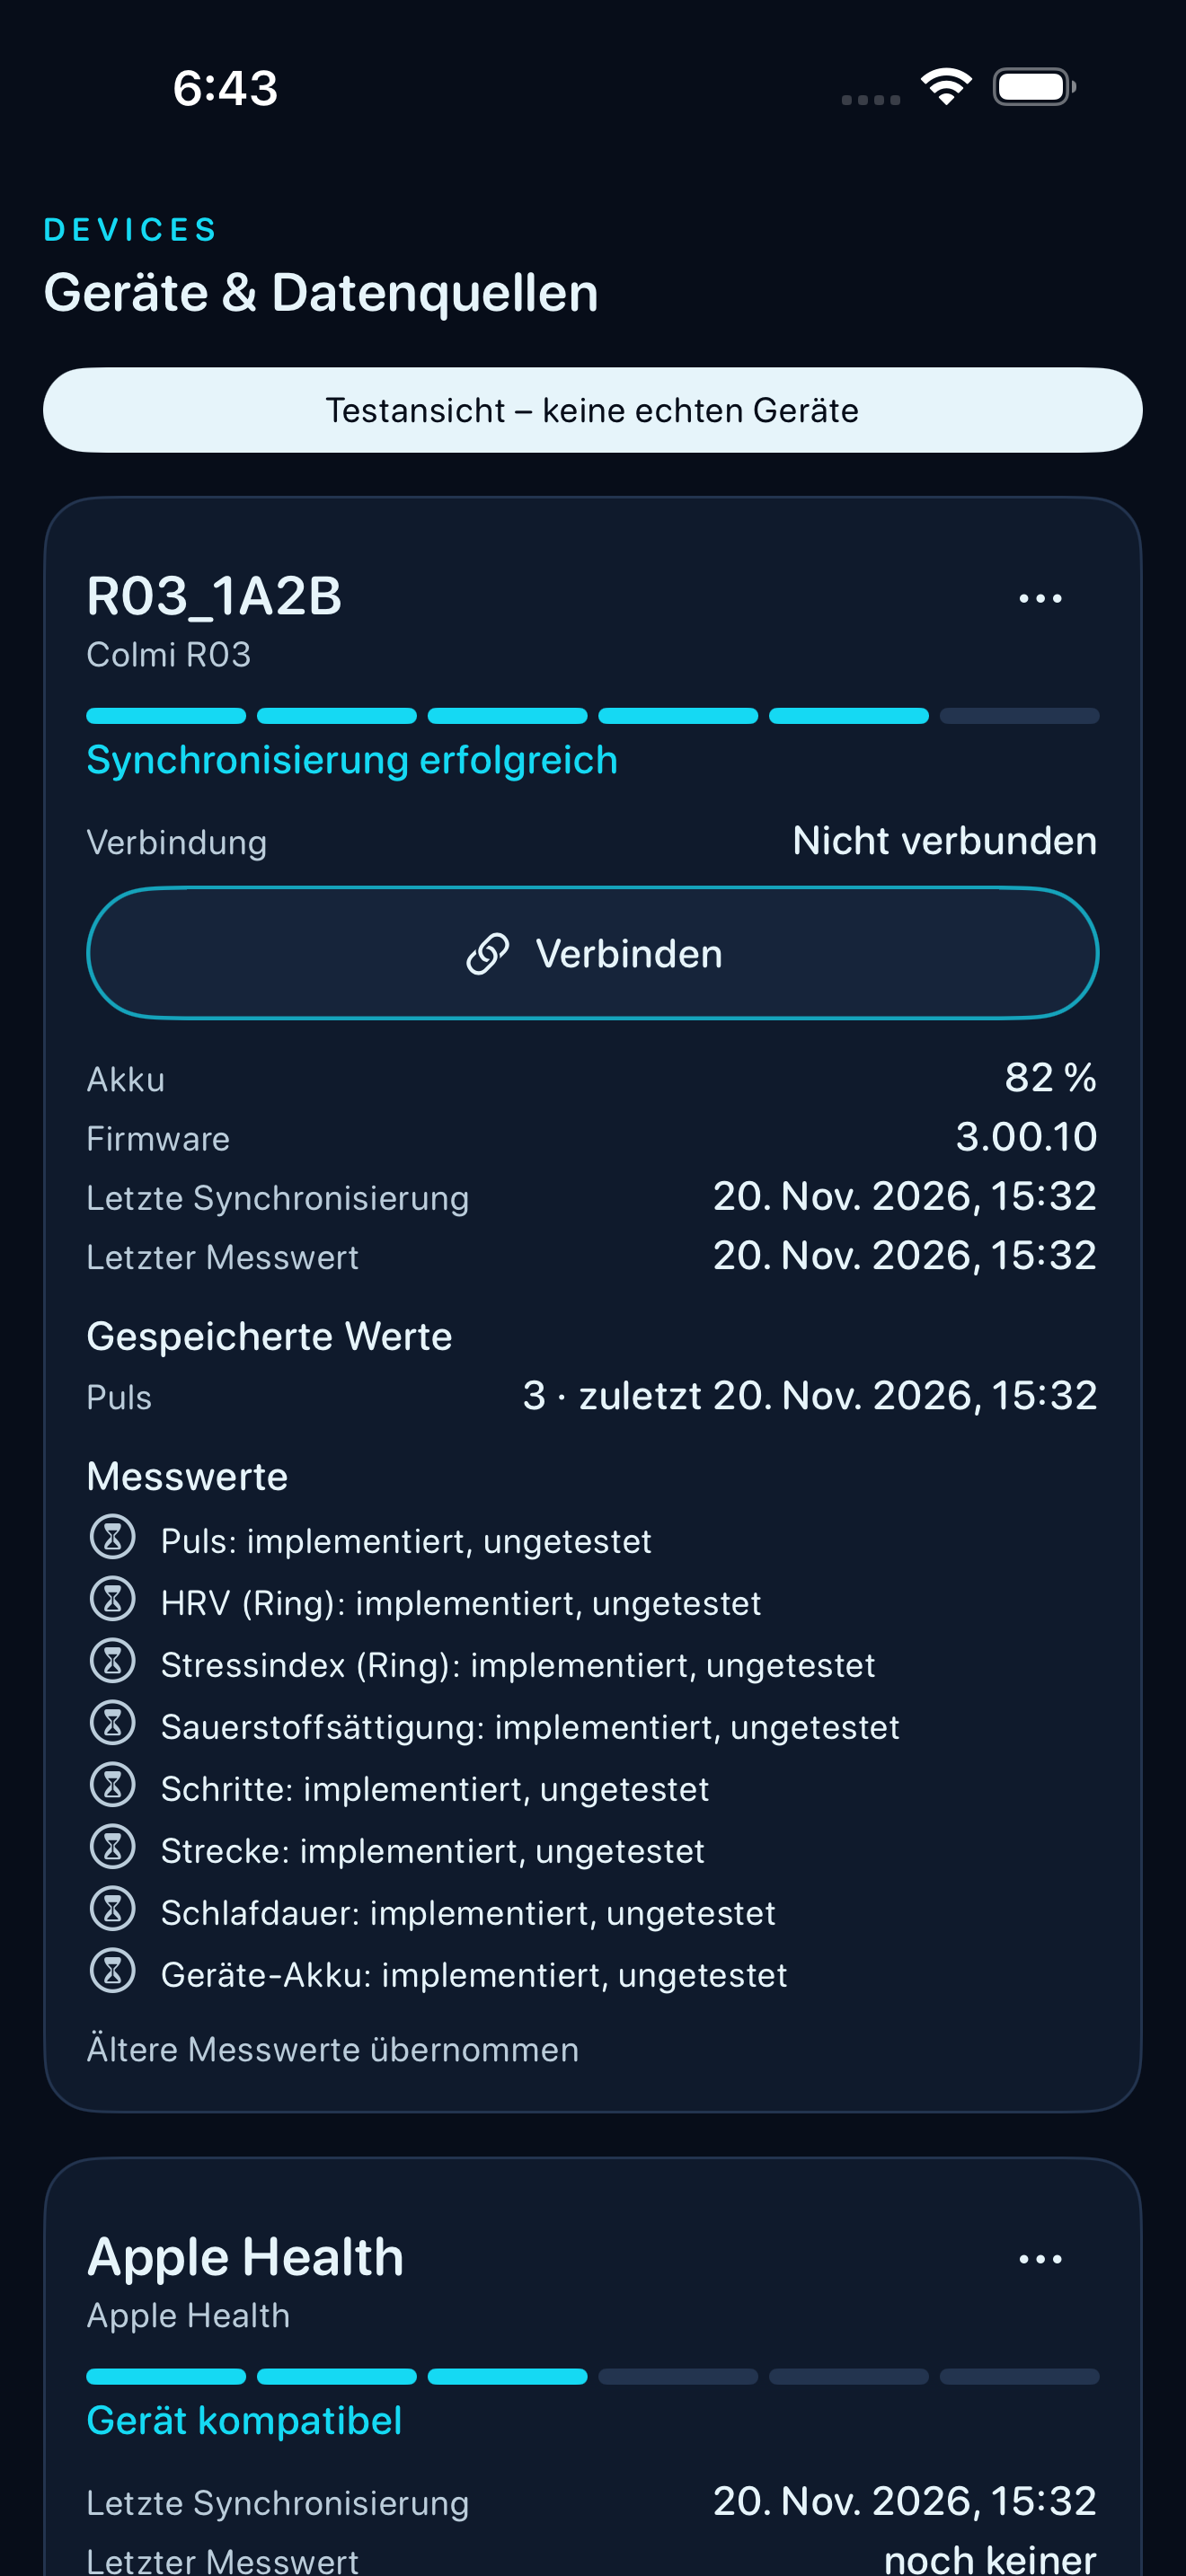 6:43
DEVICES
Geräte & Datenquellen
Testansicht – keine echten Geräte
R03_1A2B
Colmi R03
Synchronisierung erfolgreich
Verbindung Nicht verbunden
Verbinden
Akku 82 %
Firmware 3.00.10
Letzte Synchronisierung 20. Nov. 2026, 15:32
Letzter Messwert 20. Nov. 2026, 15:32
Gespeicherte Werte
Puls 3 · zuletzt 20. Nov. 2026, 15:32
Messwerte
Puls: implementiert, ungetestet
HRV (Ring): implementiert, ungetestet
Stressindex (Ring): implementiert, ungetestet
Sauerstoffsättigung: implementiert, ungetestet
Schritte: implementiert, ungetestet
Strecke: implementiert, ungetestet
Schlafdauer: implementiert, ungetestet
Geräte-Akku: implementiert, ungetestet
Ältere Messwerte übernommen
Apple Health
Apple Health
Gerät kompatibel
Letzte Synchronisierung 20. Nov. 2026, 15:32
Letzter Messwert noch keiner